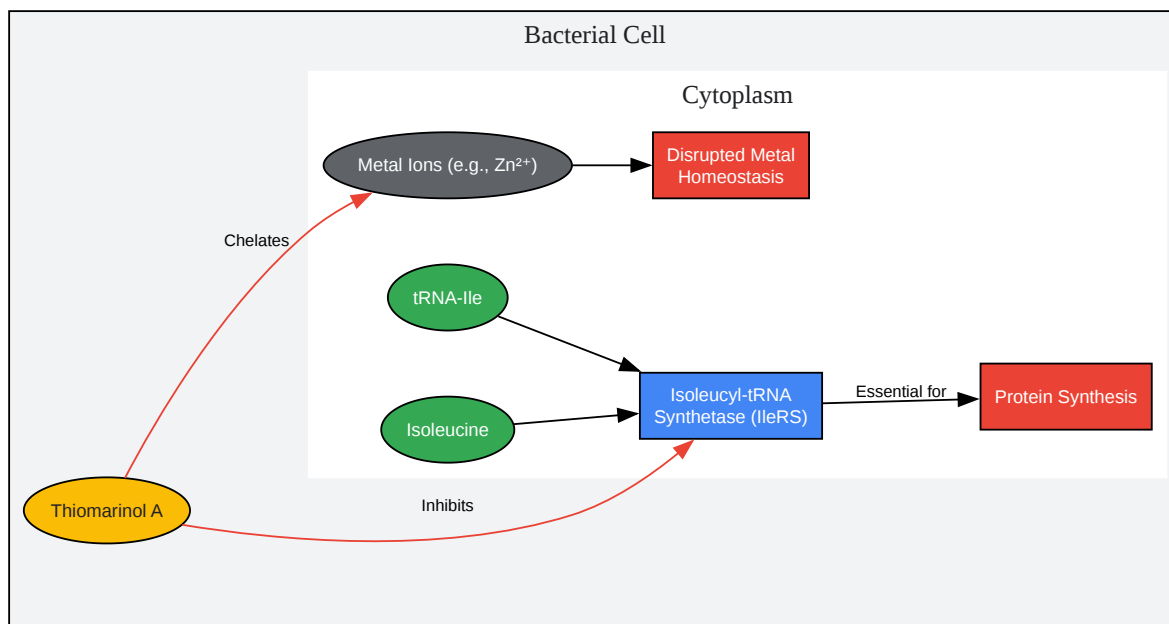 Bacterial Cell
Cytoplasm
Metal Ions (e.g., Zn²⁺)
Disrupted Metal
Homeostasis
Chelates
tRNA-Ile
Isoleucyl-tRNA
Synthetase (IleRS)
Essential for
Protein Synthesis
Isoleucine
Thiomarinol A
Inhibits